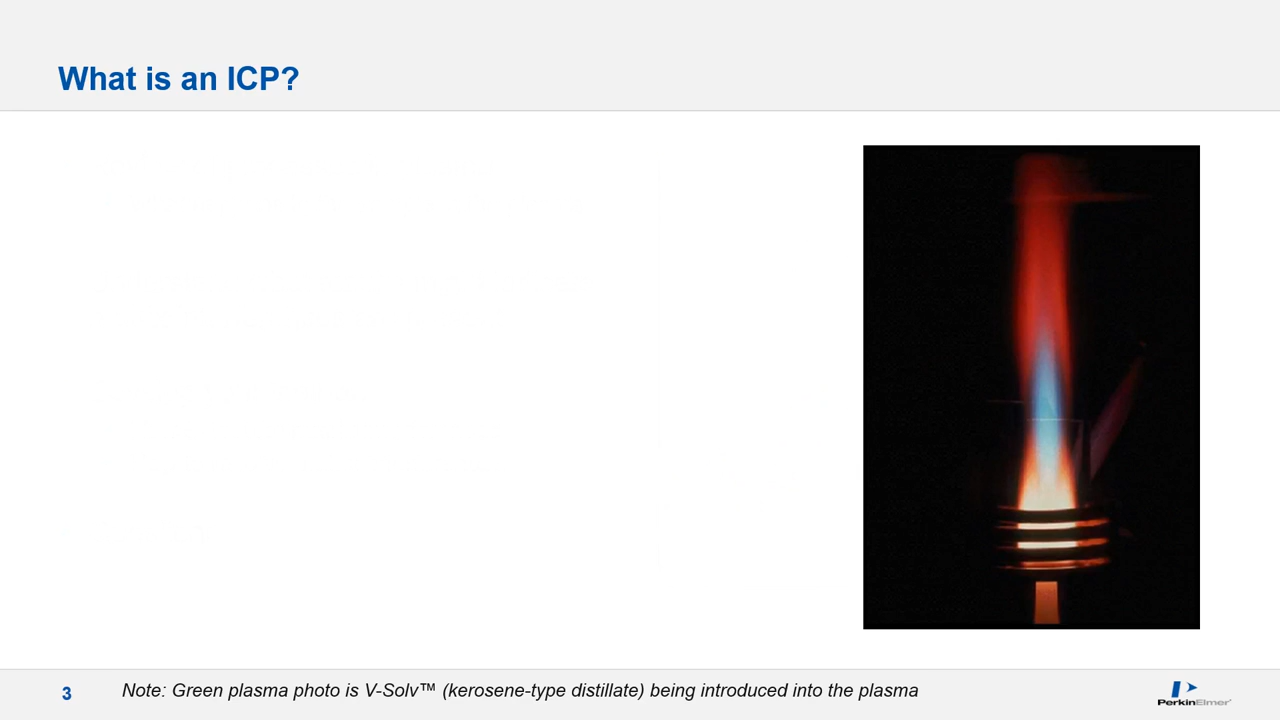 What is an ICP?
3
Note: Green plasma photo is V-Solv™ (kerosene-type distillate) being introduced into the plasma
PerkinElmer